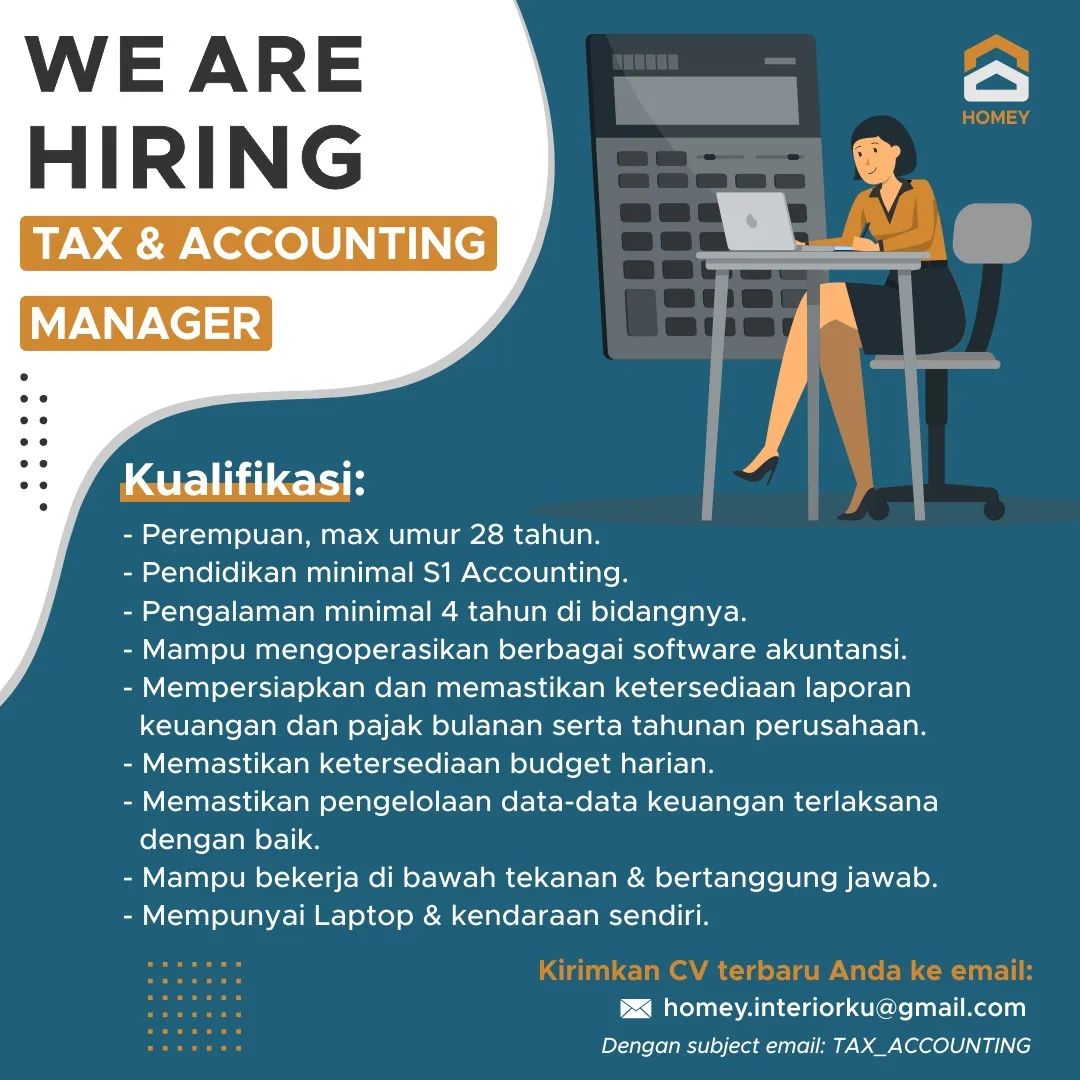 WE ARE
HIRING
TAX & ACCOUNTING
MANAGER
HOMEY
Kualifikasi:
- Perempuan, max umur 28 tahun.
- Pendidikan minimal S1 Accounting.
- Pengalaman minimal 4 tahun di bidangnya.
- Mampu mengoperasikan berbagai software akuntansi.
- Mempersiapkan dan memastikan ketersediaan laporan
keuangan dan pajak bulanan serta tahunan perusahaan.
- Memastikan ketersediaan budget harian.
- Memastikan pengelolaan data-data keuangan terlaksana
dengan baik.
- Mampu bekerja di bawah tekanan & bertanggung jawab.
- Mempunyai Laptop & kendaraan sendiri.
Kirimkan CV terbaru Anda ke email:
homey.interiorku@gmail.com
Dengan subject email: TAX_ACCOUNTING